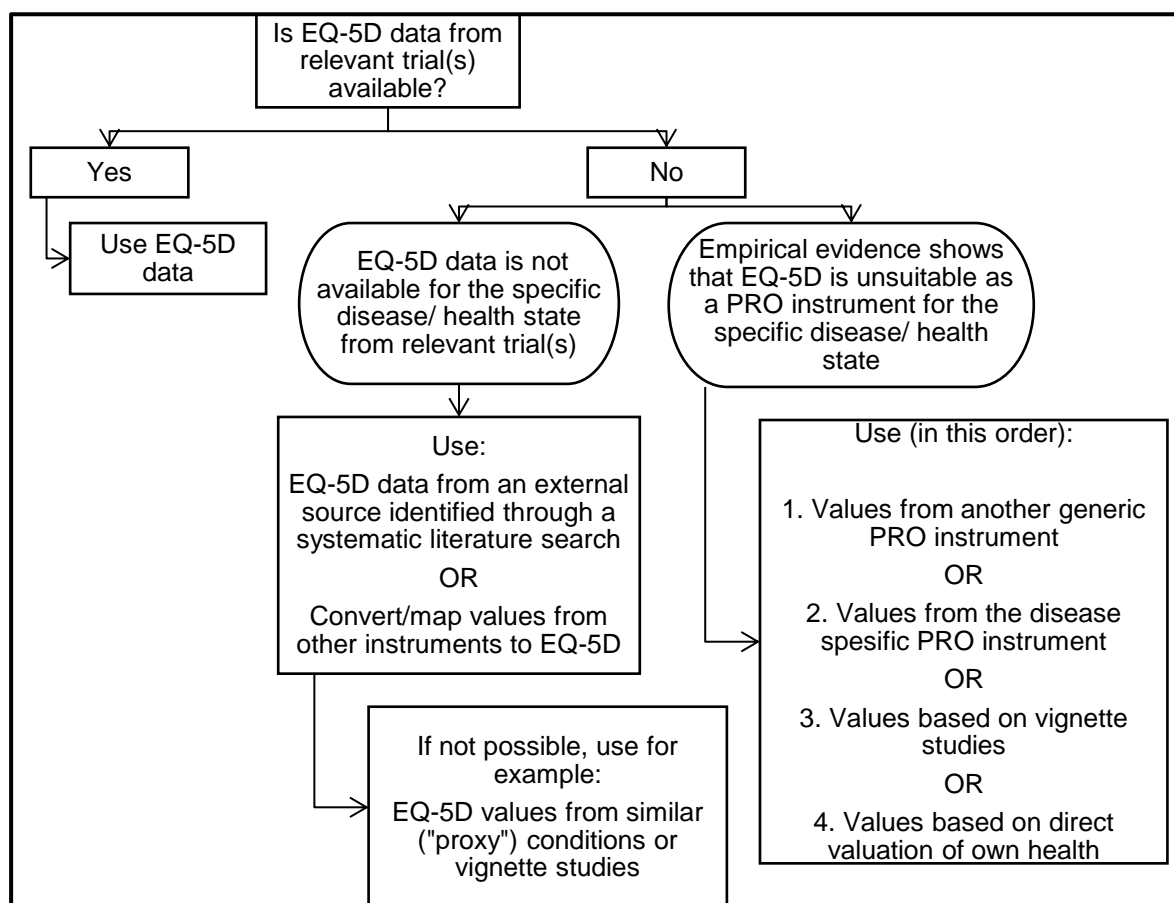 Is EQ-5D data from
relevant trial(s)
available?
Yes
No
Use EQ-5D
data
EQ-5D data is not
available for the specific
disease/ health state
from relevant trial(s)
Empirical evidence shows
that EQ-5D is unsuitable as
a PRO instrument for the
specific disease/ health
state
Use:
EQ-5D data from an external
source identified through a
systematic literature search
OR
Convert/map values from
other instruments to EQ-5D
If not possible, use for
example:
EQ-5D values from similar
("proxy") conditions or
vignette studies
Use (in this order):
1. Values from another generic
PRO instrument
OR
2. Values from the disease
spesific PRO instrument
OR
3. Values based on vignette
studies
OR
4. Values based on direct
valuation of own health